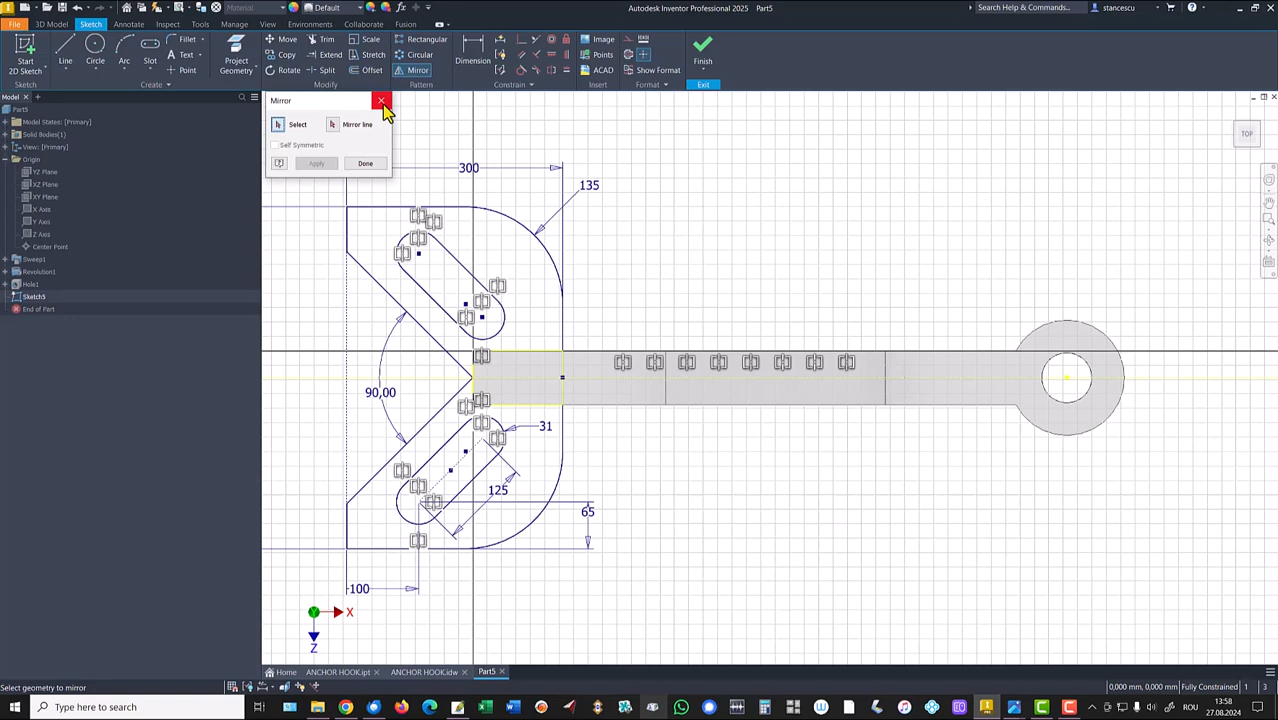 Material
Default
Autodesk Inventor Professional 2025 Part5
Search Help & Commands...
stancescu
File
3D Model
Sketch
Annotate
Inspect
Tools
Manage
View
Environments
Collaborate
Fusion
Start
2D Sketch
Line
Circle
Arc
Slot
Fillet
Text
Point
Project
Geometry
Move
Copy
Rotate
Trim
Extend
Split
Scale
Stretch
Offset
Rectangular
Circular
Mirror
Dimension
Image
Points
ACAD
Show Format
Finish
Sketch
Create
Modify
Pattern
Constrain
Insert
Format
Exit
Model
Part5
Model States: [Primary]
Solid Bodies(1)
View: [Primary]
Origin
YZ Plane
XZ Plane
XY Plane
X Axis
Y Axis
Z Axis
Center Point
Sweep1
Revolution1
Hole1
Sketch5
End of Part
Mirror
Select
Mirror line
Self Symmetric
Apply
Done
TOP
300
135
90,00
31
125
65
100
X
Z
Home
ANCHOR HOOK.ipt
ANCHOR HOOK.idw
Part5
Select geometry to mirror
0,000 mm, 0,000 mm
Fully Constrained
1
3
Type here to search
ROU
13:58
27.08.2024